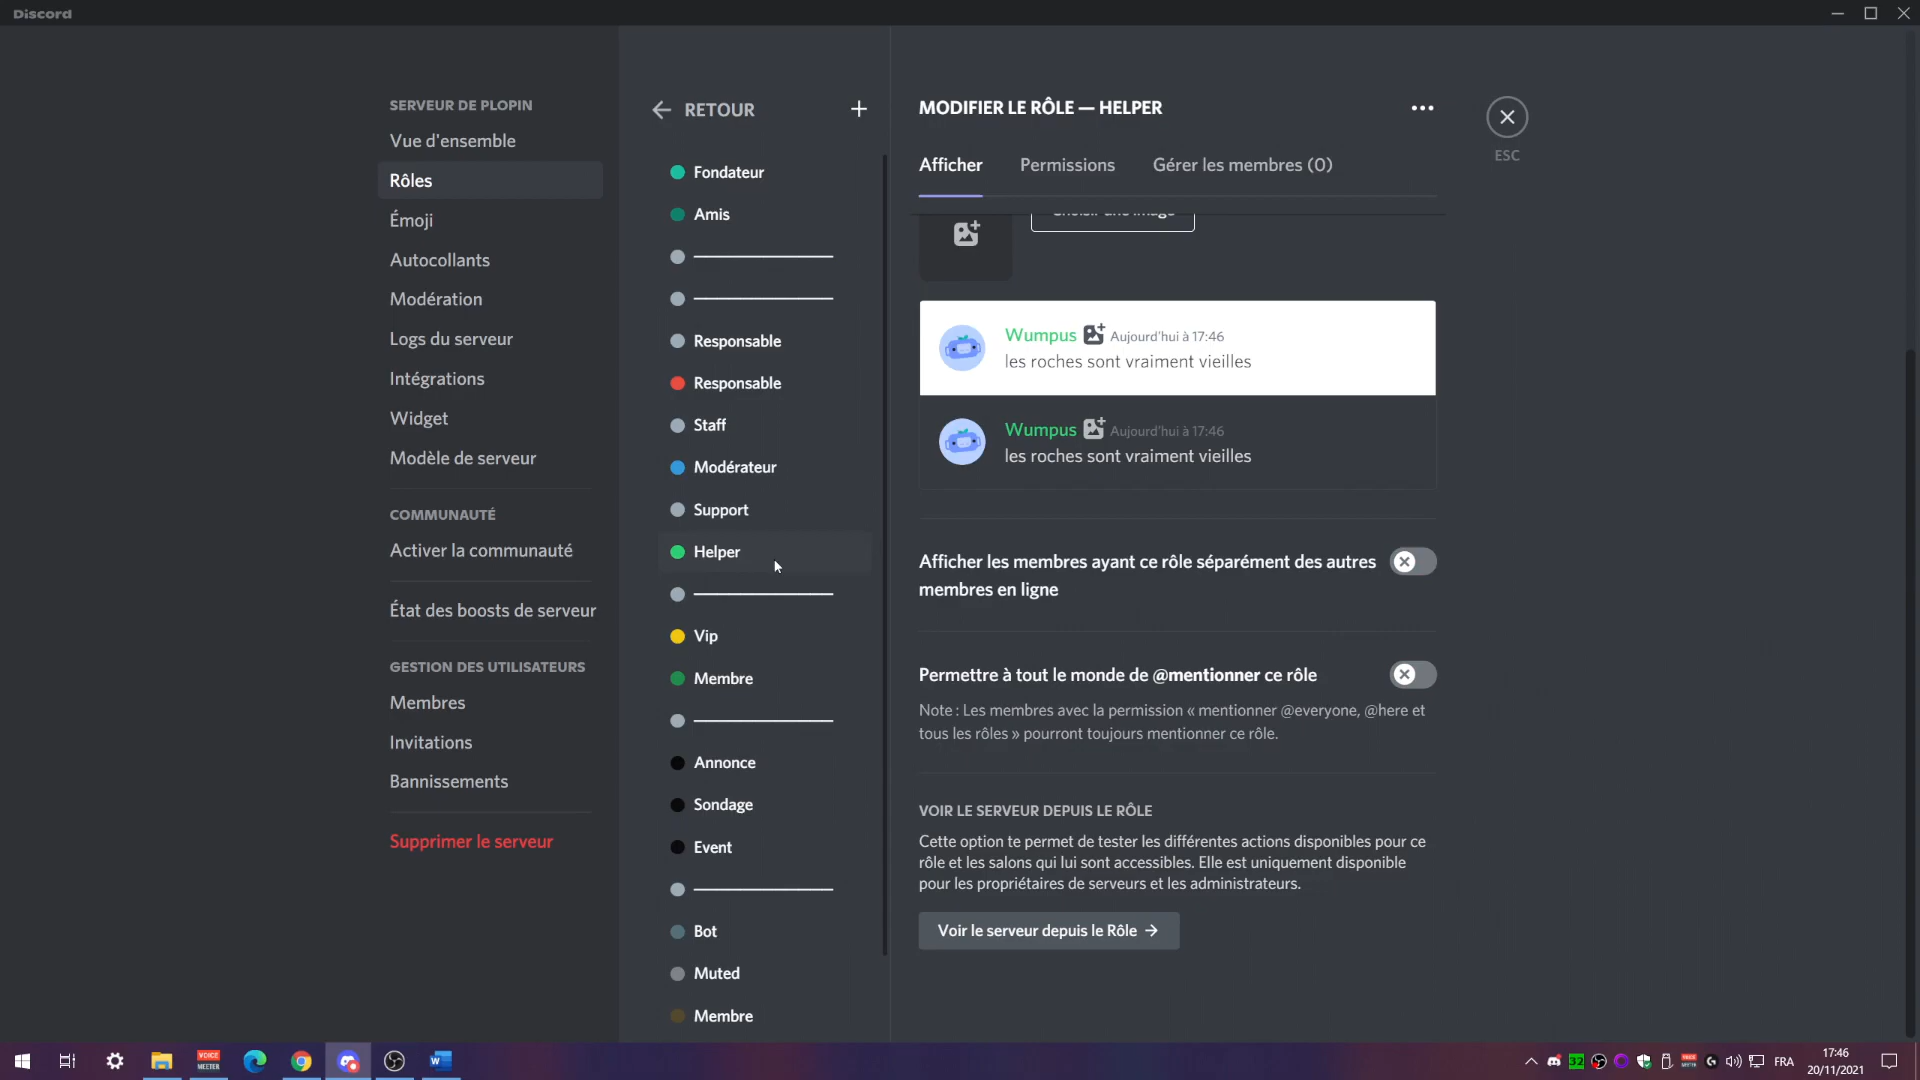 Discord
SERVEUR DE PLOPIN
Vue d'ensemble
Rôles
Émoji
Autocollants
Modération
Logs du serveur
Intégrations
Widget
Modèle de serveur
COMMUNAUTÉ
Activer la communauté
État des boosts de serveur
GESTION DES UTILISATEURS
Membres
Invitations
Bannissements
Supprimer le serveur
RETOUR
Fondateur
Amis
Responsable
Responsable
Staff
Modérateur
Support
Helper
Vip
Membre
Annonce
Sondage
Event
Bot
Muted
Membre
MODIFIER LE RÔLE — HELPER
ESC
Afficher Permissions Gérer les membres (0)
Choisir une image
Wumpus Aujourd'hui à 17:46
les roches sont vraiment vieilles
Wumpus Aujourd'hui à 17:46
les roches sont vraiment vieilles
Afficher les membres ayant ce rôle séparément des autres
membres en ligne
Permettre à tout le monde de @mentionner ce rôle
Note : Les membres avec la permission « mentionner @everyone, @here et
tous les rôles » pourront toujours mentionner ce rôle.
VOIR LE SERVEUR DEPUIS LE RÔLE
Cette option te permet de tester les différentes actions disponibles pour ce
rôle et les salons qui lui sont accessibles. Elle est uniquement disponible
pour les propriétaires de serveurs et les administrateurs.
Voir le serveur depuis le Rôle →
VOICE
MEETER
32
FRA
17:46
20/11/2021